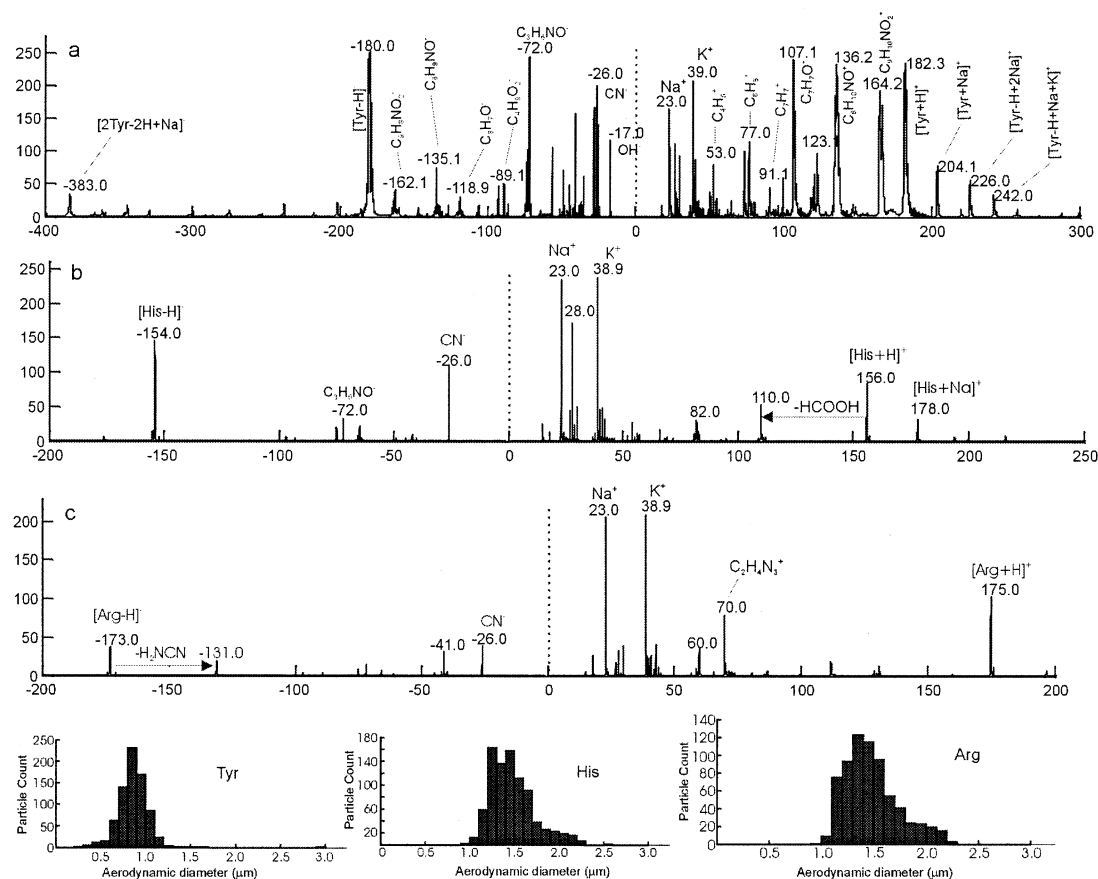 a
250
200
150
100
50
0
[2Tyr-2H+Na]⁻
-383.0
[Tyr-H]⁻
-180.0
-162.1
-135.1
-118.9
C₃H₆NO⁻
-72.0
-89.1
-26.0
CN⁻
-17.0
OH⁻
Na⁺
23.0
K⁺
39.0
53.0
77.0
C₇H₇⁺
91.1
107.1
C₇H₇O⁺
123.
136.2
C₈H₁₀NO⁺
164.2
C₉H₁₀NO₂⁺
182.3
[Tyr+H]⁺
[Tyr+Na]⁺
204.1
[Tyr-H+2Na]⁺
226.0
[Tyr-H+Na+K]⁺
242.0
-400 -300 -200 -100 0 100 200 300
b
250
200
150
100
50
0
[His-H]⁻
-154.0
C₃H₆NO⁻
-72.0
CN⁻
-26.0
Na⁺
23.0
28.0
K⁺
38.9
82.0
110.0
-HCOOH
[His+H]⁺
156.0
[His+Na]⁺
178.0
-200 -150 -100 -50 0 50 100 150 200 250
c
200
150
100
50
0
[Arg-H]⁻
-173.0
-H₂NCN
-131.0
-41.0
CN⁻
-26.0
Na⁺
23.0
K⁺
38.9
60.0
C₂H₄N₃⁺
70.0
[Arg+H]⁺
175.0
-200 -150 -100 -50 0 50 100 150 200
Particle Count
250
200
150
100
50
0
Tyr
0.5 1.0 1.5 2.0 2.5 3.0
Aerodynamic diameter (μm)
Particle Count
180
140
100
60
20
His
0 0.5 1.0 1.5 2.0 2.5 3.0
Aerodynamic diameter (μm)
Particle Count
140
120
100
80
60
40
20
0
Arg
0.5 1.0 1.5 2.0 2.5 3.0
Aerodynamic diameter (μm)